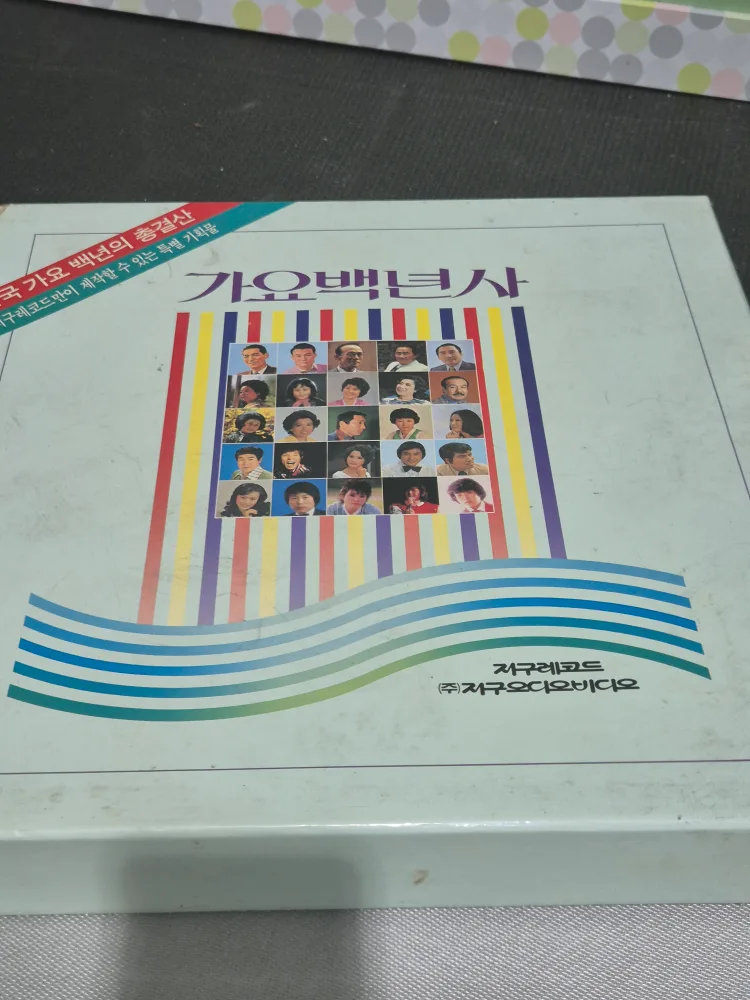 국 가요 백년의 총결산
지구레코드만이 제작할 수 있는 특별 기획물
가요백년사
지구레코드
㈜지구오디오비디오